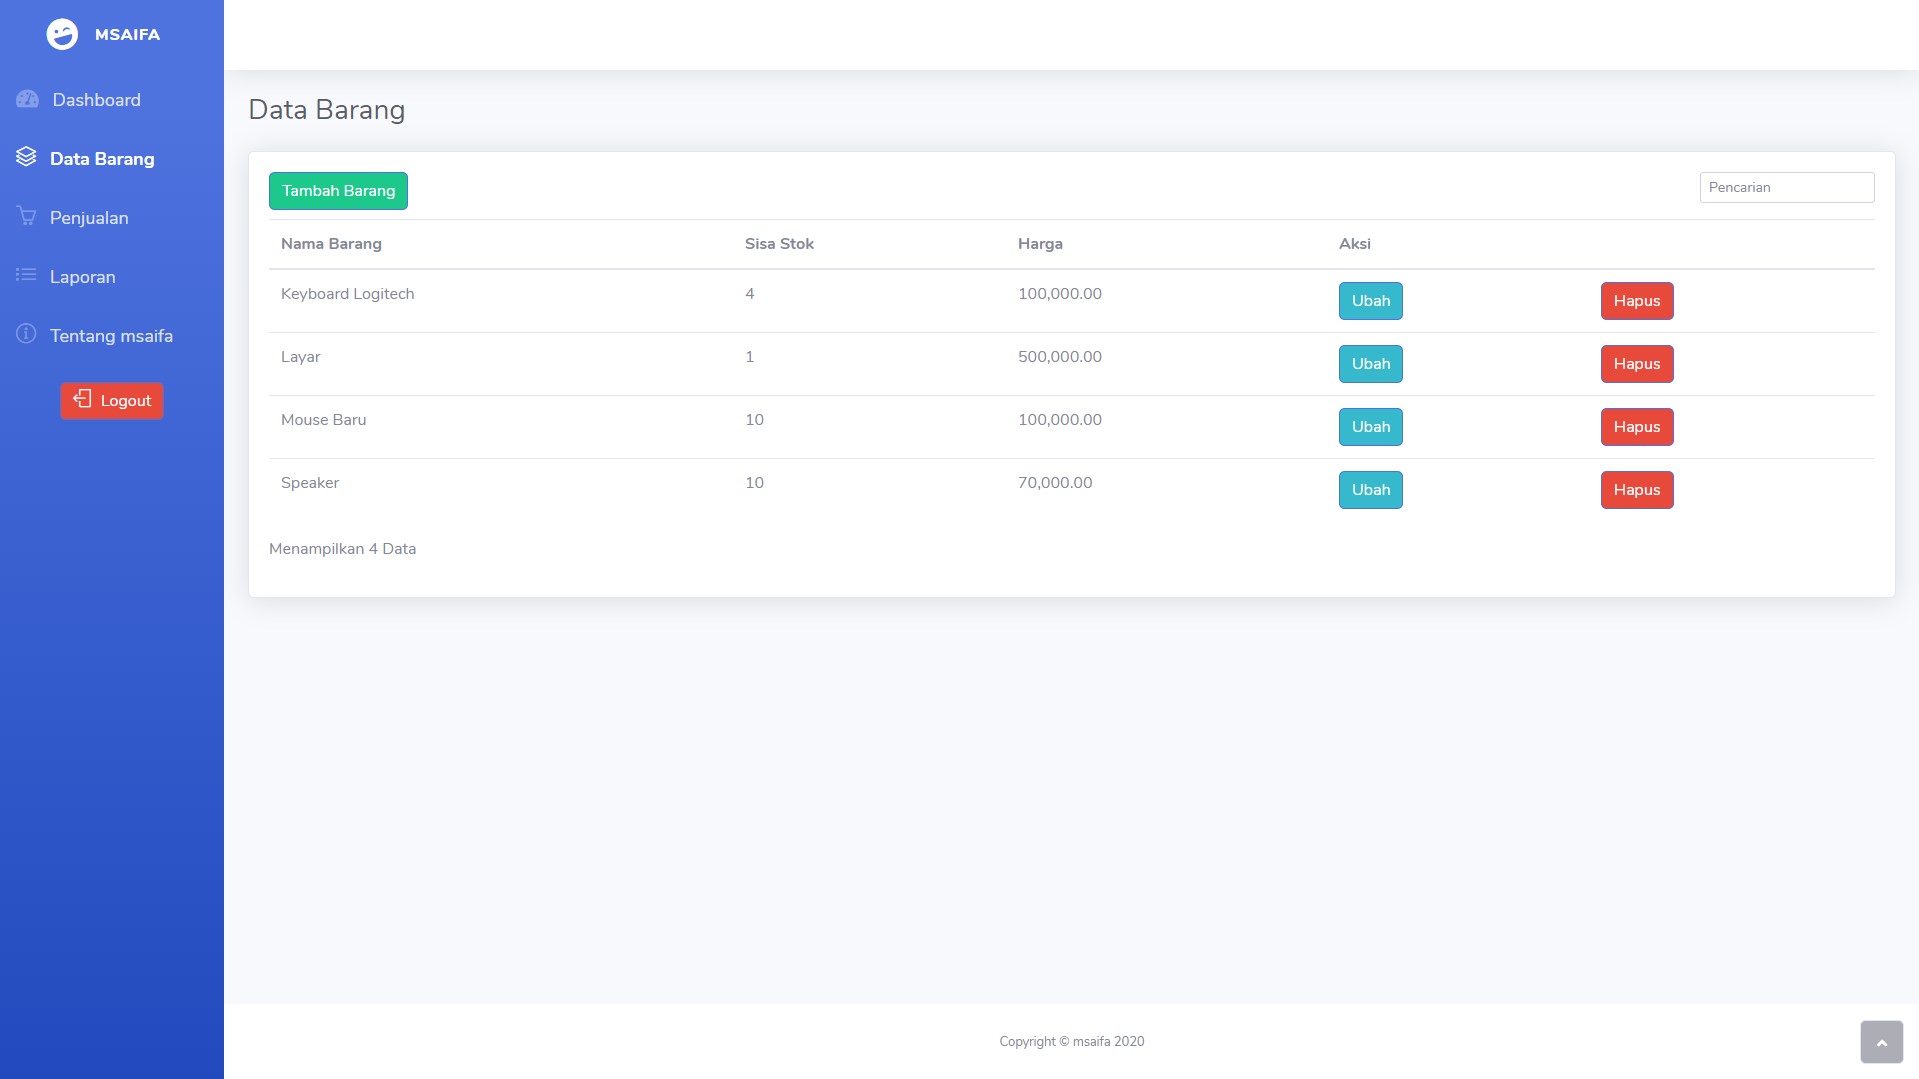 MSAIFA
Dashboard
Data Barang
Penjualan
Laporan
Tentang msaifa
Logout
Data Barang
Tambah Barang
Pencarian
Nama Barang Sisa Stok Harga Aksi
Keyboard Logitech 4 100,000.00 Ubah Hapus
Layar 1 500,000.00 Ubah Hapus
Mouse Baru 10 100,000.00 Ubah Hapus
Speaker 10 70,000.00 Ubah Hapus
Menampilkan 4 Data
Copyright © msaifa 2020